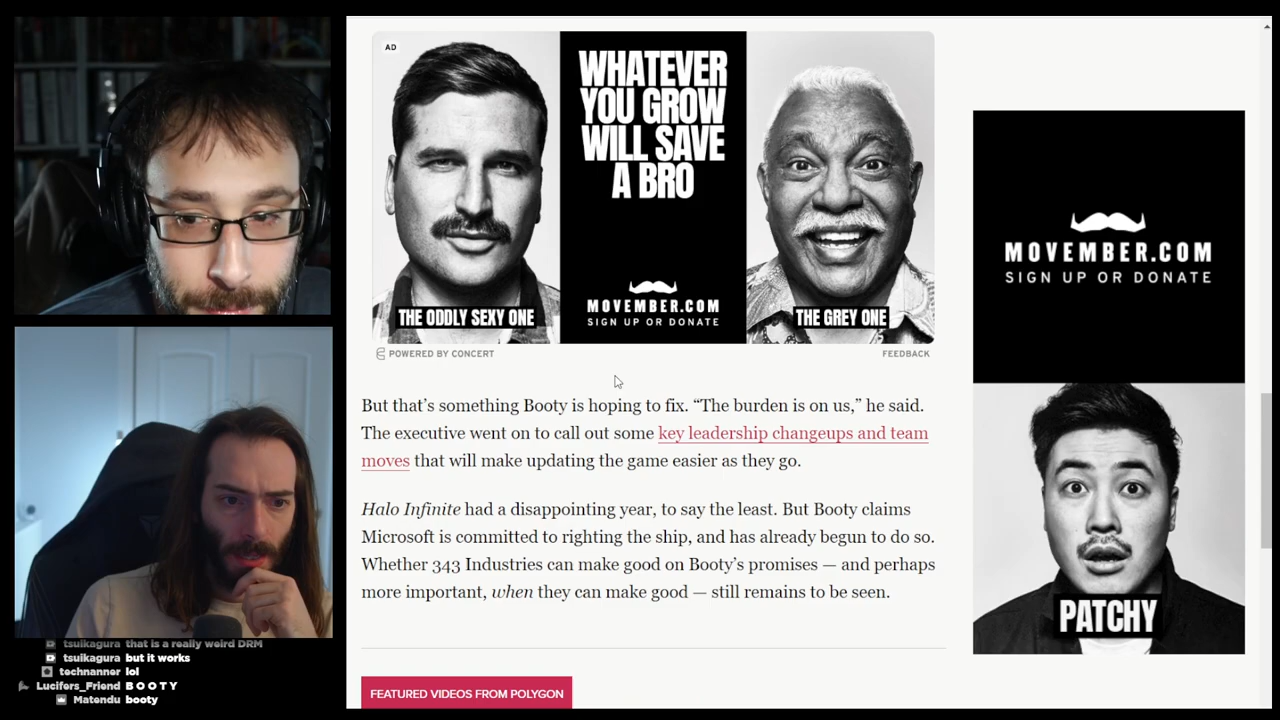 AD
WHATEVER
YOU GROW
WILL SAVE
A BRO
MOVEMBER.COM
SIGN UP OR DONATE
THE ODDLY SEXY ONE
THE GREY ONE
POWERED BY CONCERT
FEEDBACK
MOVEMBER.COM
SIGN UP OR DONATE
PATCHY
But that’s something Booty is hoping to fix. “The burden is on us,” he said.
The executive went on to call out some key leadership changeups and team
moves that will make updating the game easier as they go.
Halo Infinite had a disappointing year, to say the least. But Booty claims
Microsoft is committed to righting the ship, and has already begun to do so.
Whether 343 Industries can make good on Booty’s promises — and perhaps
more important, when they can make good — still remains to be seen.
FEATURED VIDEOS FROM POLYGON
tsuikagura that is a really weird DRM
tsuikagura but it works
technanner lol
Lucifers_Friend B O O T Y
Matendu booty